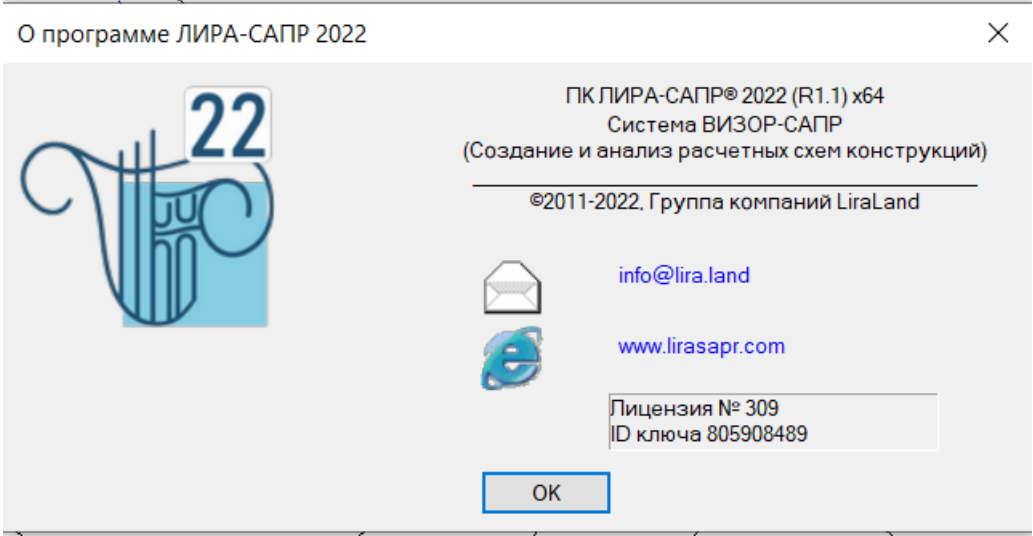 О программе ЛИРА-САПР 2022
22
ПК ЛИРА-САПР® 2022 (R1.1) x64
Система ВИЗОР-САПР
(Создание и анализ расчетных схем конструкций)
©2011-2022, Группа компаний LiraLand
info@lira.land
www.lirasapr.com
Лицензия № 309
ID ключа 805908489
OK